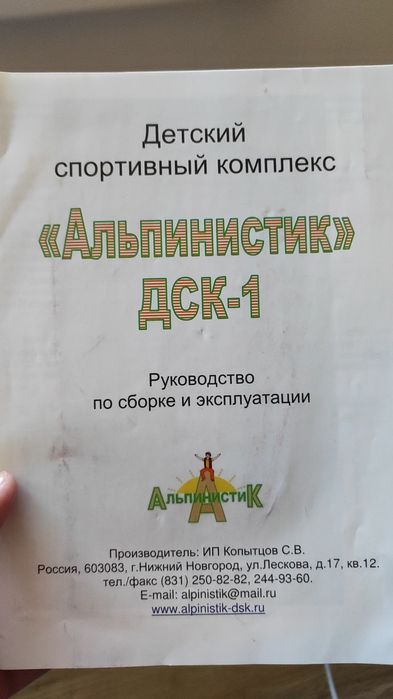 Детский
спортивный комплекс
«Альпинистик»
ДСК-1
Руководство
по сборке и эксплуатации
АльпинистиК
А
Производитель: ИП Копытцов С.В.
Россия, 603083, г.Нижний Новгород, ул.Лескова, д.17, кв.12.
тел./факс (831) 250-82-82, 244-93-60.
E-mail: alpinistik@mail.ru
www.alpinistik-dsk.ru